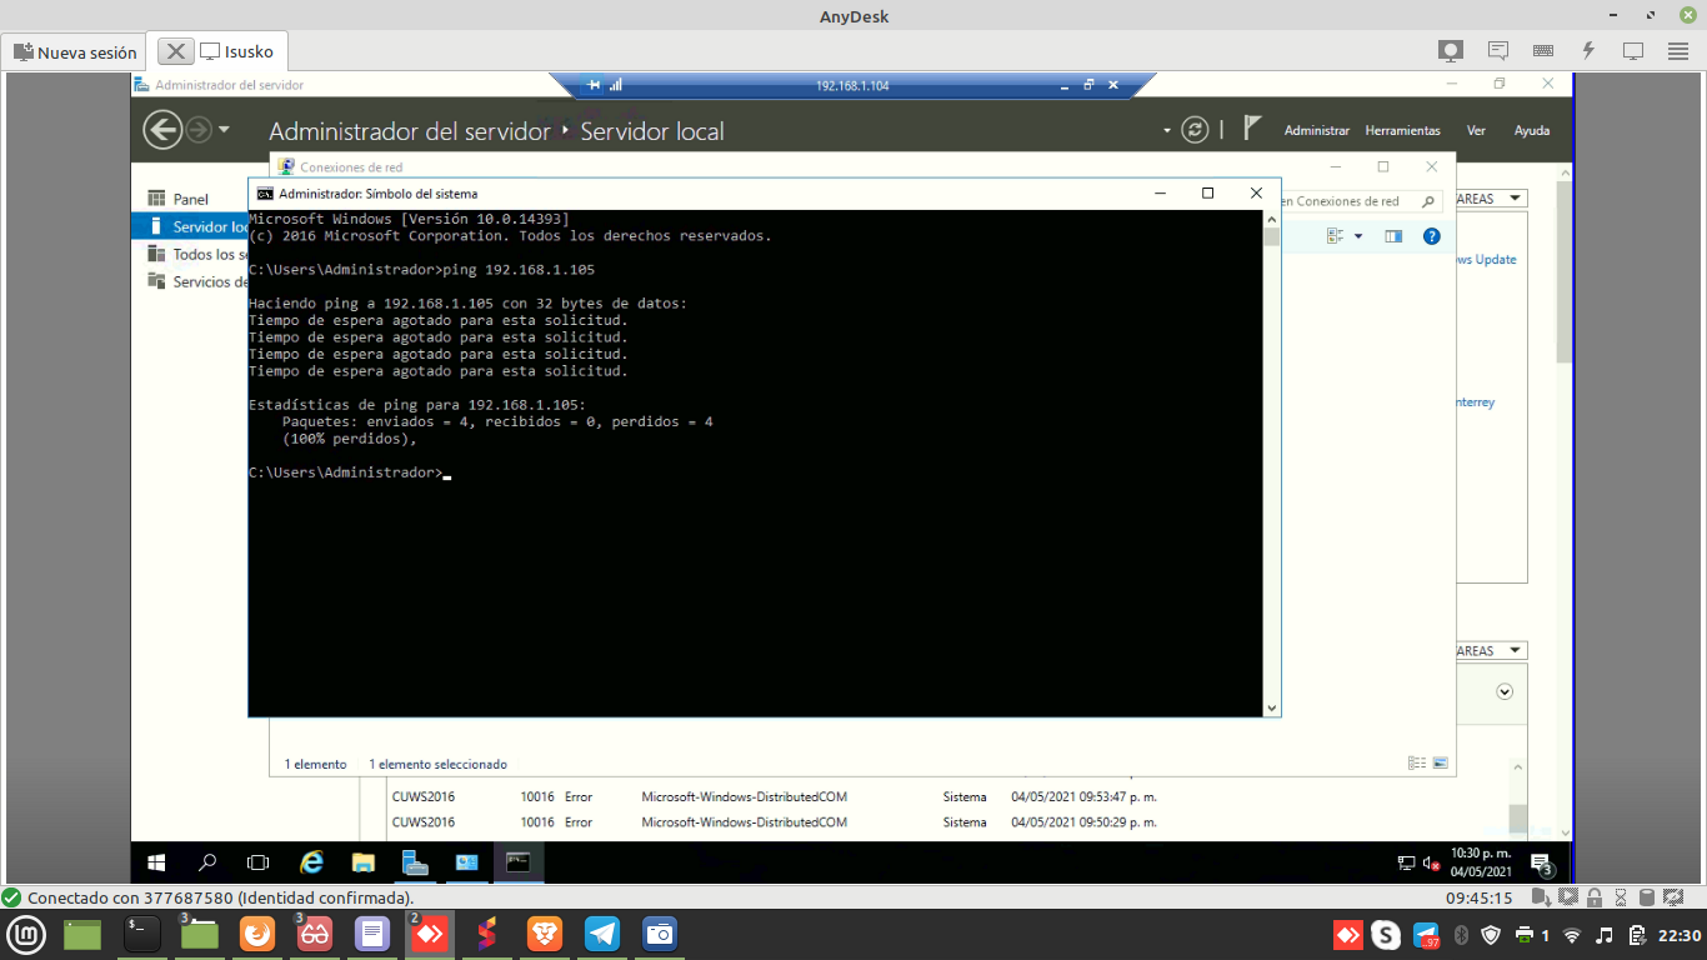 AnyDesk
Nueva sesión
Isusko
Administrador del servidor
192.168.1.104
Administrador del servidor
Servidor local
Administrar
Herramientas
Ver
Ayuda
Conexiones de red
Panel
Administrador: Símbolo del sistema
en Conexiones de red
AREAS
Servidor loc
Todos los se
Servicios de
Microsoft Windows [Versión 10.0.14393]
(c) 2016 Microsoft Corporation. Todos los derechos reservados.
C:\Users\Administrador>ping 192.168.1.105
Haciendo ping a 192.168.1.105 con 32 bytes de datos:
Tiempo de espera agotado para esta solicitud.
Tiempo de espera agotado para esta solicitud.
Tiempo de espera agotado para esta solicitud.
Tiempo de espera agotado para esta solicitud.
Estadísticas de ping para 192.168.1.105:
Paquetes: enviados = 4, recibidos = 0, perdidos = 4
(100% perdidos),
C:\Users\Administrador>
ws Update
nterrey
AREAS
1 elemento
1 elemento seleccionado
CUWS2016 10016 Error Microsoft-Windows-DistributedCOM Sistema 04/05/2021 09:53:47 p. m.
CUWS2016 10016 Error Microsoft-Windows-DistributedCOM Sistema 04/05/2021 09:50:29 p. m.
10:30 p. m.
04/05/2021
3
Conectado con 377687580 (Identidad confirmada).
09:45:15
3
3
2
97
1
22:30